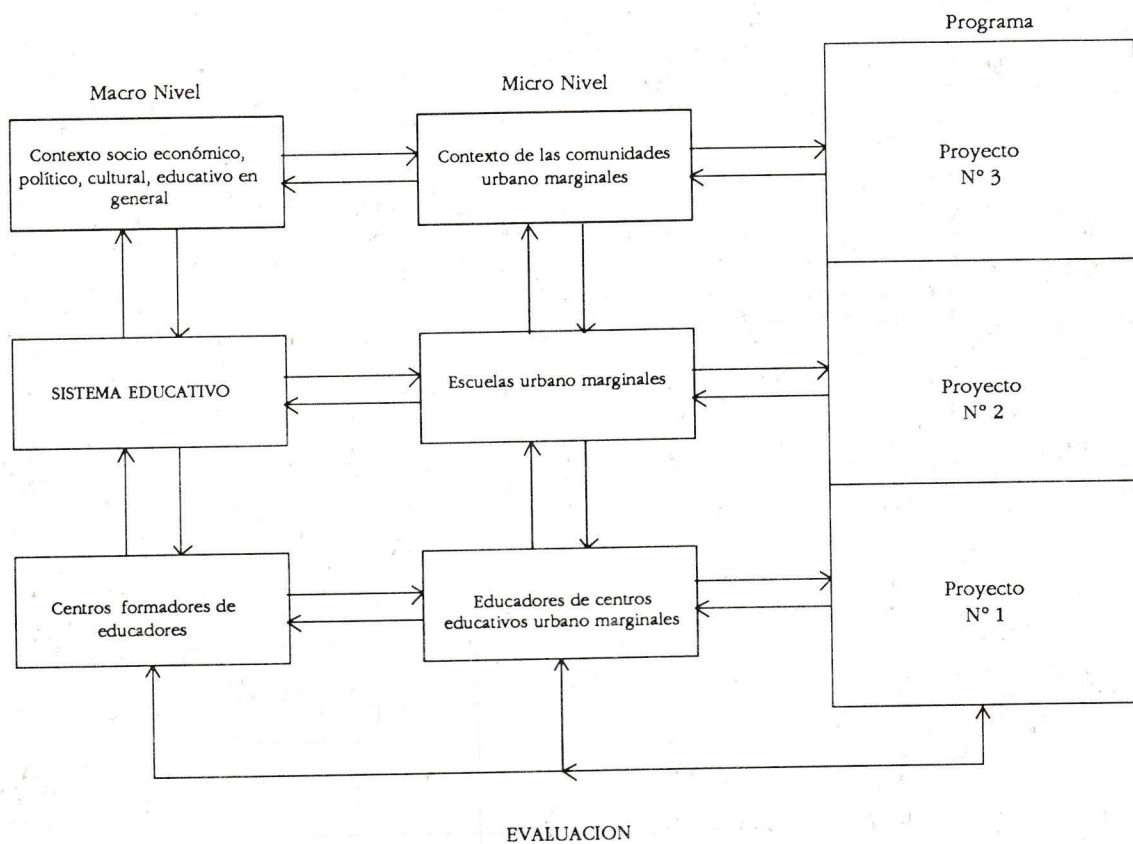 Programa
Macro Nivel
Micro Nivel
Contexto socio económico,
político, cultural, educativo en
general
Contexto de las comunidades
urbano marginales
Proyecto
N° 3
SISTEMA EDUCATIVO
Escuelas urbano marginales
Proyecto
N° 2
Centros formadores de
educadores
Educadores de centros
educativos urbano marginales
Proyecto
N° 1
EVALUACION